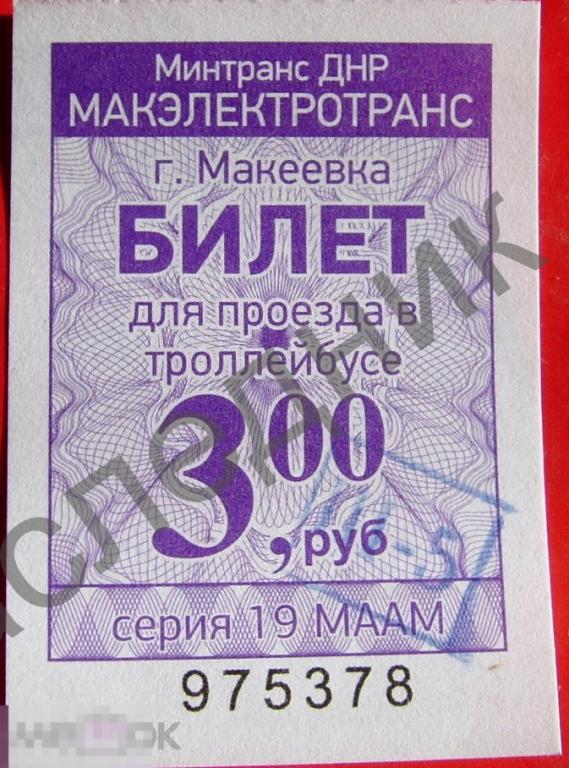 Минтранс ДНР
МАКЭЛЕКТРОТРАНС
г. Макеевка
БИЛЕТ
для проезда в
троллейбусе
3,00 руб
серия 19 МААМ
975378